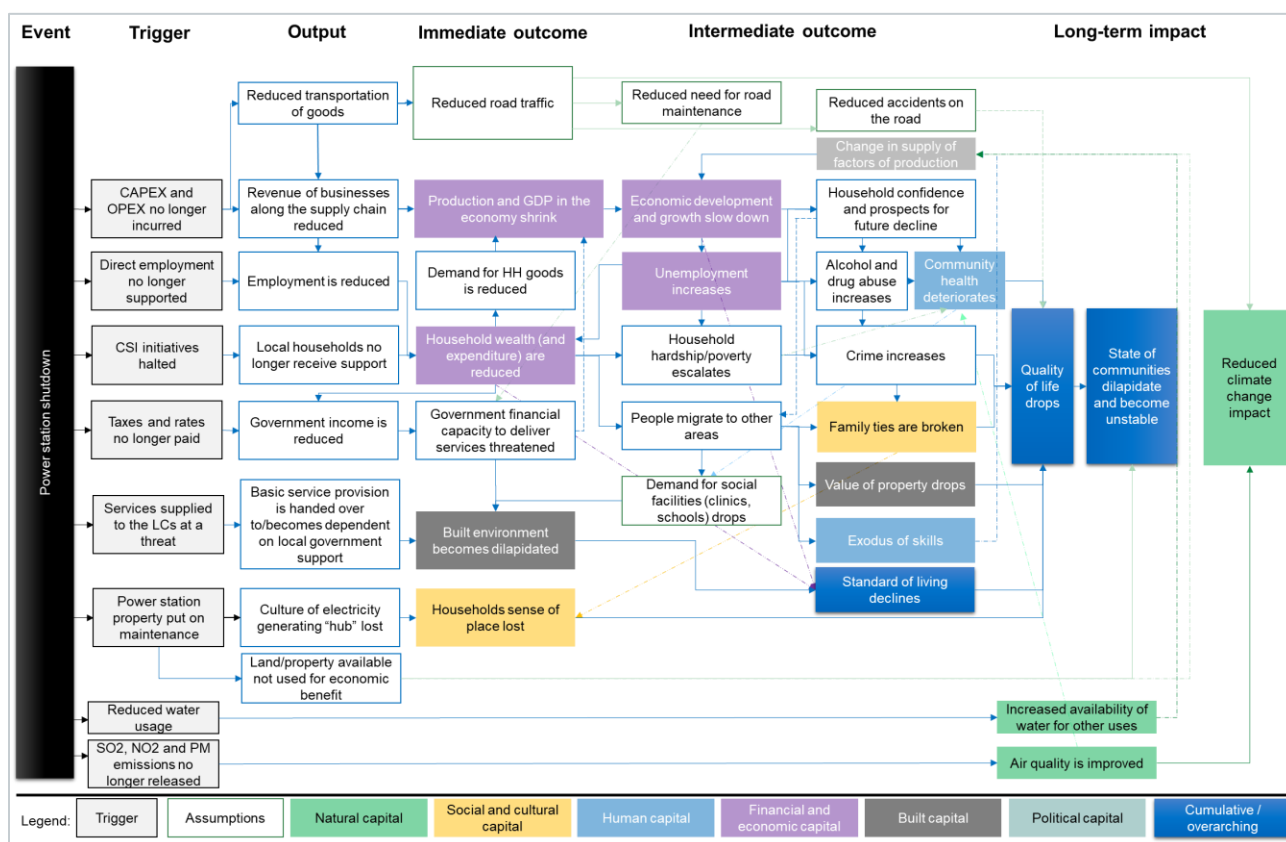 Event
Trigger
Output
Immediate outcome
Intermediate outcome
Long-term impact
Power station shutdown
Reduced transportation
of goods
Reduced road traffic
Reduced need for road
maintenance
Reduced accidents on
the road
Change in supply of
factors of production
CAPEX and
OPEX no longer
incurred
Revenue of businesses
along the supply chain
reduced
Production and GDP in the
economy shrink
Economic development
and growth slow down
Household confidence
and prospects for
future decline
Direct employment
no longer
supported
Employment is reduced
Demand for HH goods
is reduced
Unemployment
increases
Alcohol and
drug abuse
increases
Community
health
deteriorates
CSI initiatives
halted
Local households no
longer receive support
Household wealth (and
expenditure) are
reduced
Household
hardship/poverty
escalates
Crime increases
Quality of
life
drops
State of
communities
dilapidate
and become
unstable
Reduced
climate
change
impact
Taxes and rates
no longer paid
Government income is
reduced
Government financial
capacity to deliver
services threatened
People migrate to other
areas
Family ties are broken
Services supplied
to the LCs at a
threat
Basic service provision
is handed over
to/becomes dependent
on local government
support
Built environment
becomes dilapidated
Demand for social
facilities (clinics,
schools) drops
Value of property drops
Exodus of skills
Standard of living
declines
Power station
property put on
maintenance
Culture of electricity
generating “hub” lost
Households sense of
place lost
Land/property available
not used for economic
benefit
Reduced water
usage
Increased availability of
water for other uses
SO2, NO2 and PM
emissions no
longer released
Air quality is improved
Legend:
Trigger
Assumptions
Natural capital
Social and cultural
capital
Human capital
Financial and
economic capital
Built capital
Political capital
Cumulative /
overarching